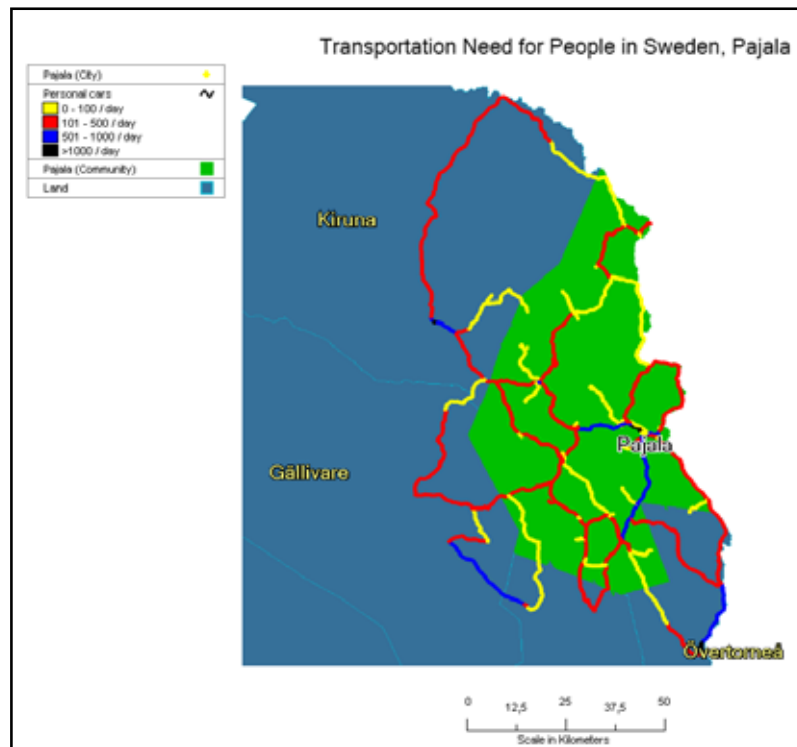 Transportation Need for People in Sweden, Pajala
Pajala (City)
Personal cars
0 - 100 / day
101 - 500 / day
501 - 1000 / day
>1000 / day
Pajala (Community)
Land
Kiruna
Pajala
Gällivare
Övertorneå
0 25 50
12,5 37,5
Scale in Kilometers